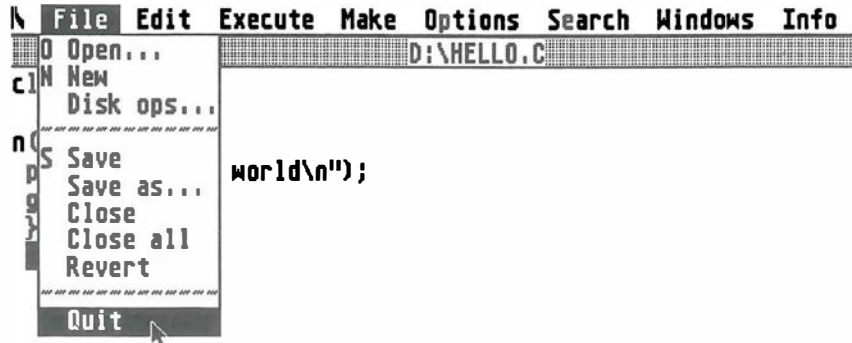 File Edit Execute Make Options Search Windows Info
D:\HELLO.C
O Open...
N New
Disk ops...
S Save
world\n");
Save as...
Close
Close all
Revert
Quit